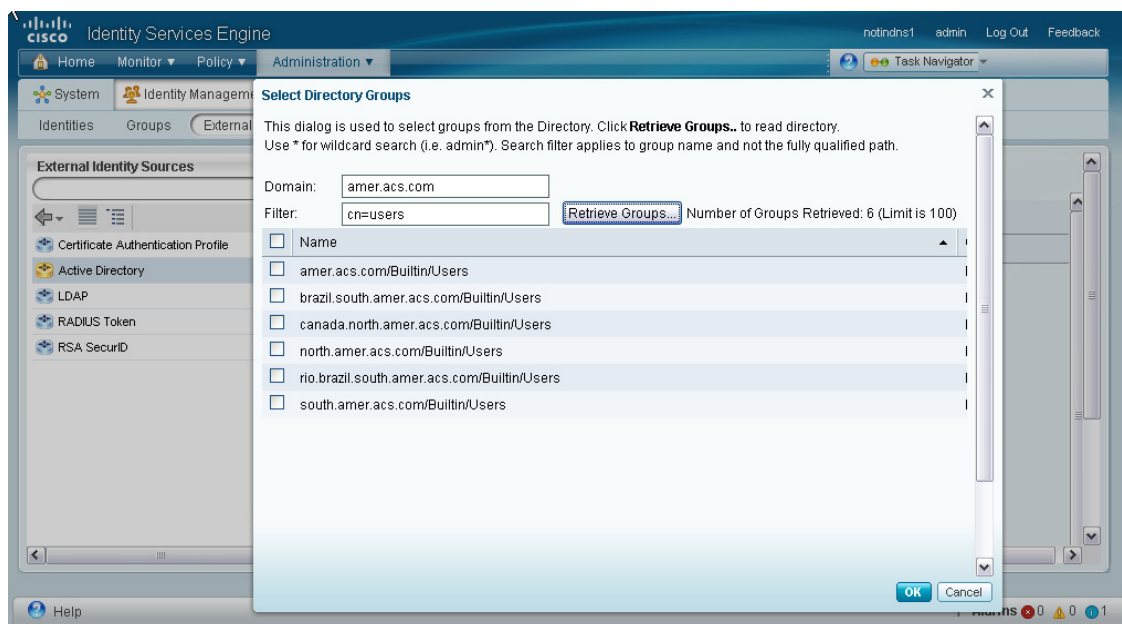 cisco Identity Services Engine
notindns1 admin Log Out Feedback
Home Monitor ▼ Policy ▼ Administration ▼
Task Navigator
System Identity Managem
Select Directory Groups
Identities Groups External
This dialog is used to select groups from the Directory. Click Retrieve Groups.. to read directory.
Use * for wildcard search (i.e. admin*). Search filter applies to group name and not the fully qualified path.
External Identity Sources
Domain: amer.acs.com
Filter: cn=users Retrieve Groups... Number of Groups Retrieved: 6 (Limit is 100)
Name
Certificate Authentication Profile
Active Directory
LDAP
RADIUS Token
RSA SecurID
amer.acs.com/Builtin/Users
brazil.south.amer.acs.com/Builtin/Users
canada.north.amer.acs.com/Builtin/Users
north.amer.acs.com/Builtin/Users
rio.brazil.south.amer.acs.com/Builtin/Users
south.amer.acs.com/Builtin/Users
OK Cancel
Help
0 0 1